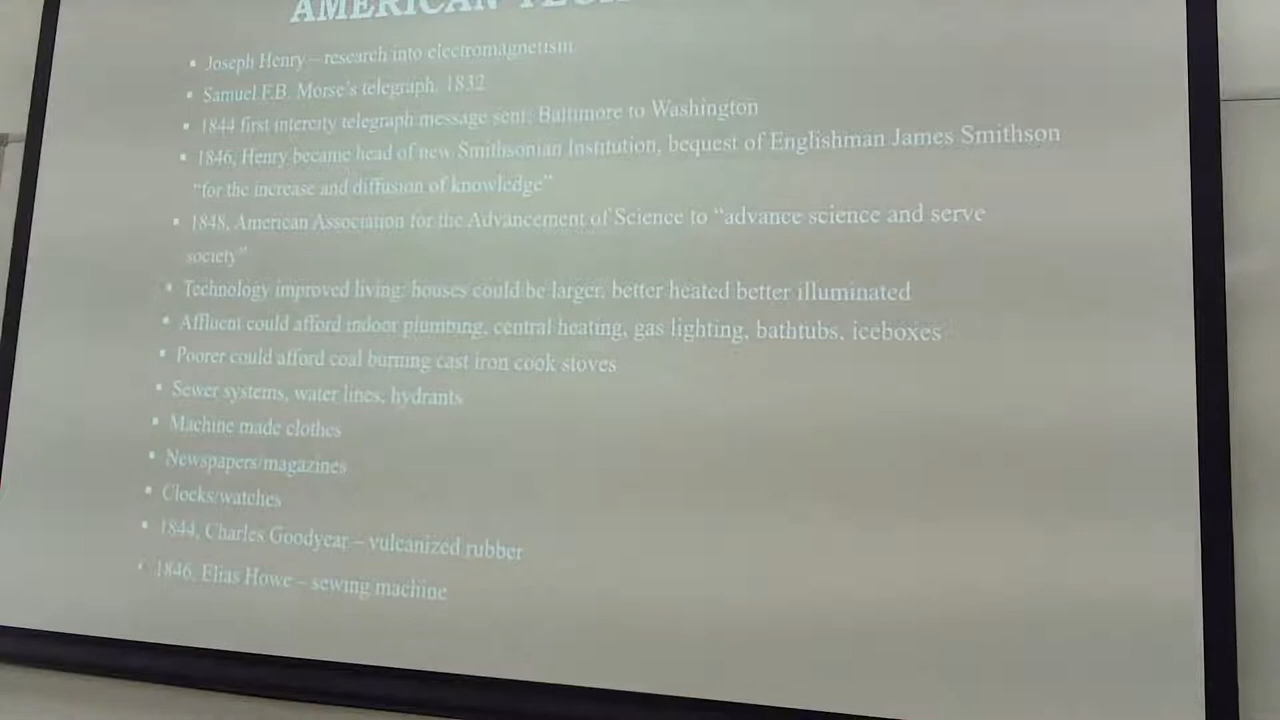 AMERICAN
▪ Joseph Henry – research into electromagnetism
▪ Samuel F.B. Morse's telegraph, 1832
▪ 1844 first intercity telegraph message sent: Baltimore to Washington
▪ 1846, Henry became head of new Smithsonian Institution, bequest of Englishman James Smithson
"for the increase and diffusion of knowledge"
▪ 1848, American Association for the Advancement of Science to "advance science and serve
society"
▪ Technology improved living: houses could be larger, better heated better illuminated
▪ Affluent could afford indoor plumbing, central heating, gas lighting, bathtubs, iceboxes
▪ Poorer could afford coal burning cast iron cook stoves
▪ Sewer systems, water lines, hydrants
▪ Machine made clothes
▪ Newspapers/magazines
▪ Clocks/watches
▪ 1844, Charles Goodyear – vulcanized rubber
▪ 1846, Elias Howe – sewing machine